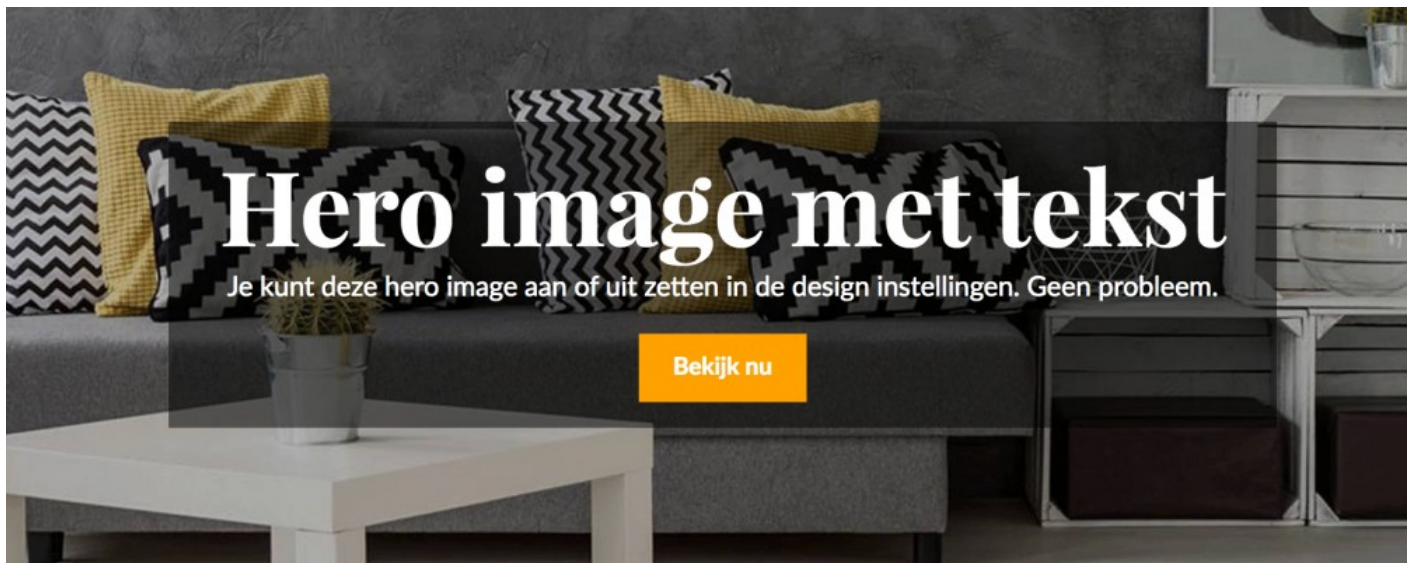 Hero image met tekst
Je kunt deze hero image aan of uit zetten in de design instellingen. Geen probleem.
Bekijk nu